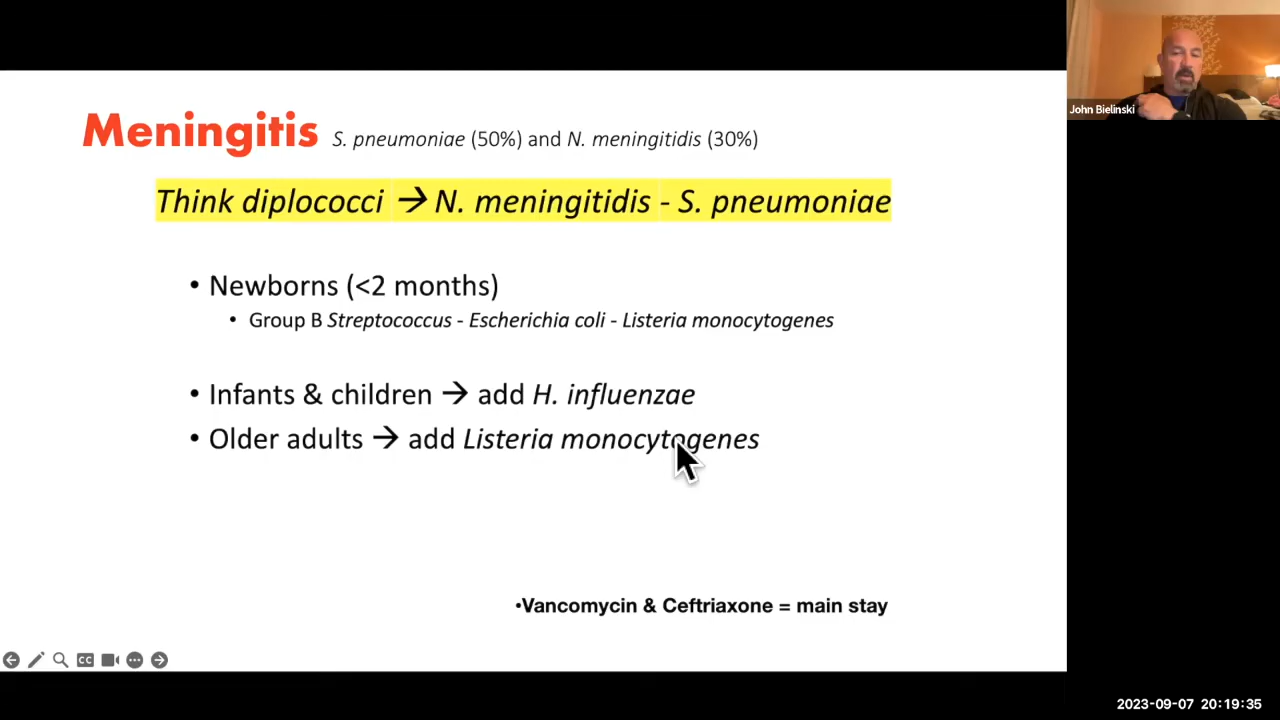 Meningitis S. pneumoniae (50%) and N. meningitidis (30%)
Think diplococci → N. meningitidis - S. pneumoniae
• Newborns (<2 months)
• Group B Streptococcus - Escherichia coli - Listeria monocytogenes
• Infants & children → add H. influenzae
• Older adults → add Listeria monocytogenes
•Vancomycin & Ceftriaxone = main stay
CC
John Bielinski
2023-09-07 20:19:35